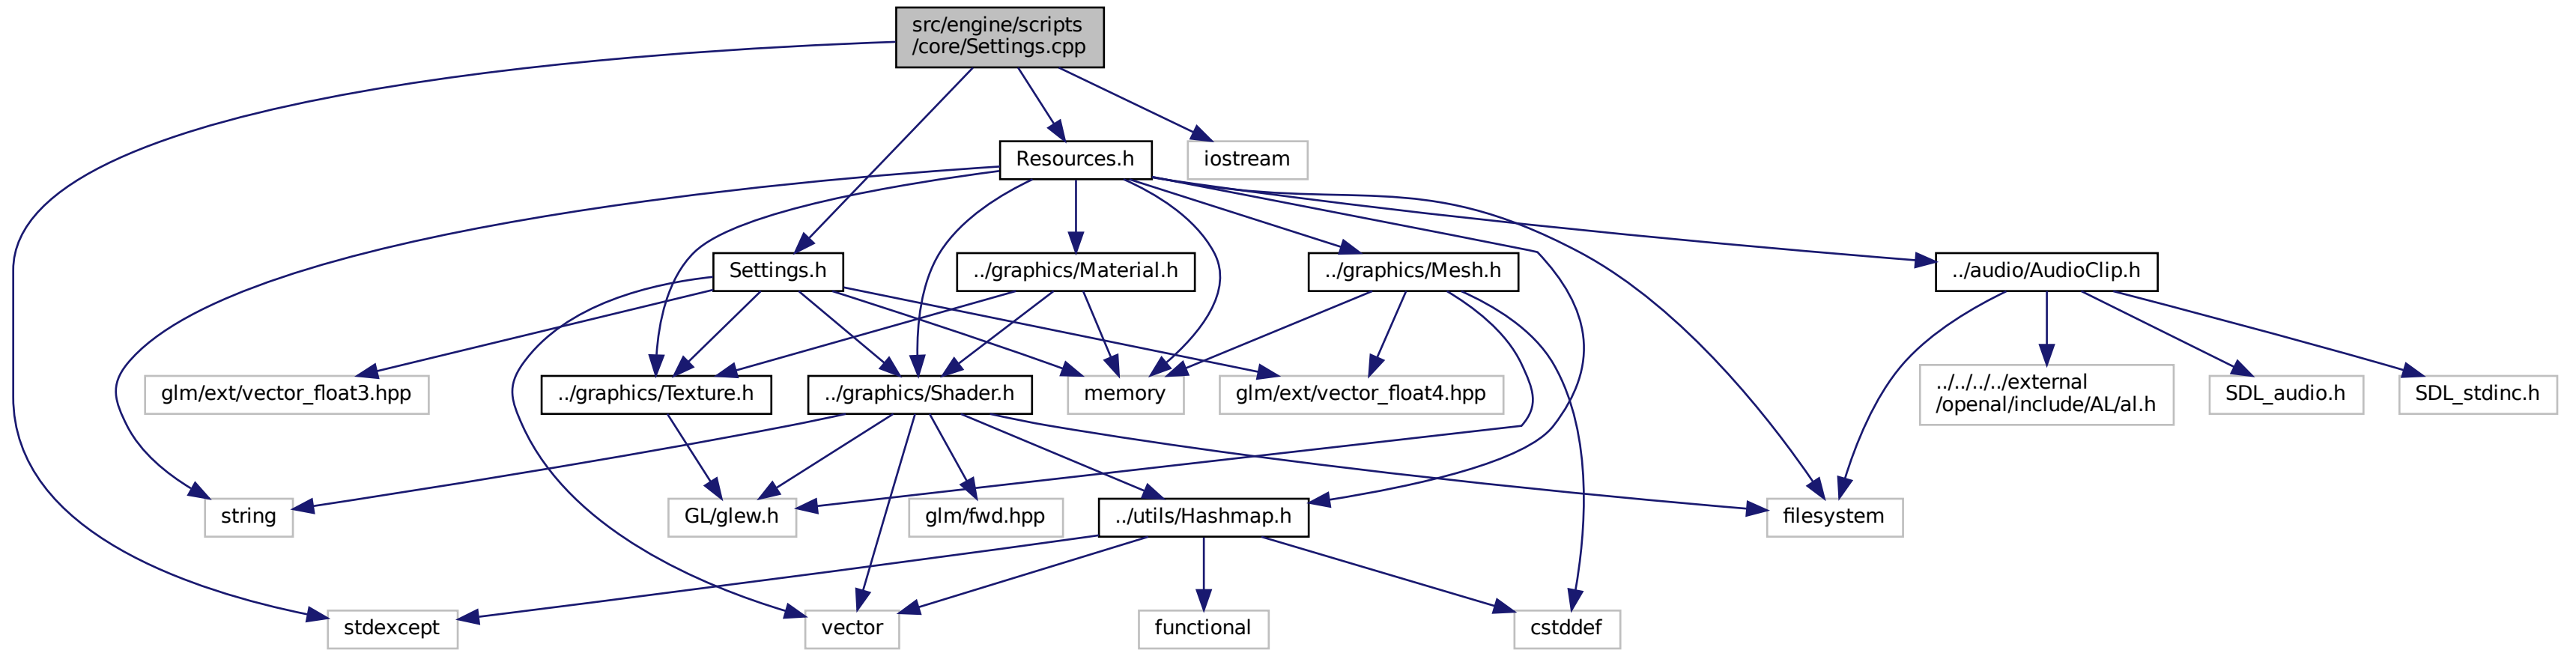 src/engine/scripts
/core/Settings.cpp
Resources.h
iostream
Settings.h
../graphics/Material.h
../graphics/Mesh.h
../audio/AudioClip.h
glm/ext/vector_float3.hpp
../graphics/Texture.h
../graphics/Shader.h
memory
glm/ext/vector_float4.hpp
../../../../external
/openal/include/AL/al.h
SDL_audio.h
SDL_stdinc.h
string
GL/glew.h
glm/fwd.hpp
../utils/Hashmap.h
filesystem
stdexcept
vector
functional
cstddef